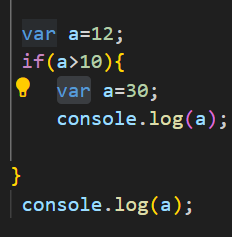 var a=12;
if(a>10){
var a=30;
console.log(a);
}
console.log(a);